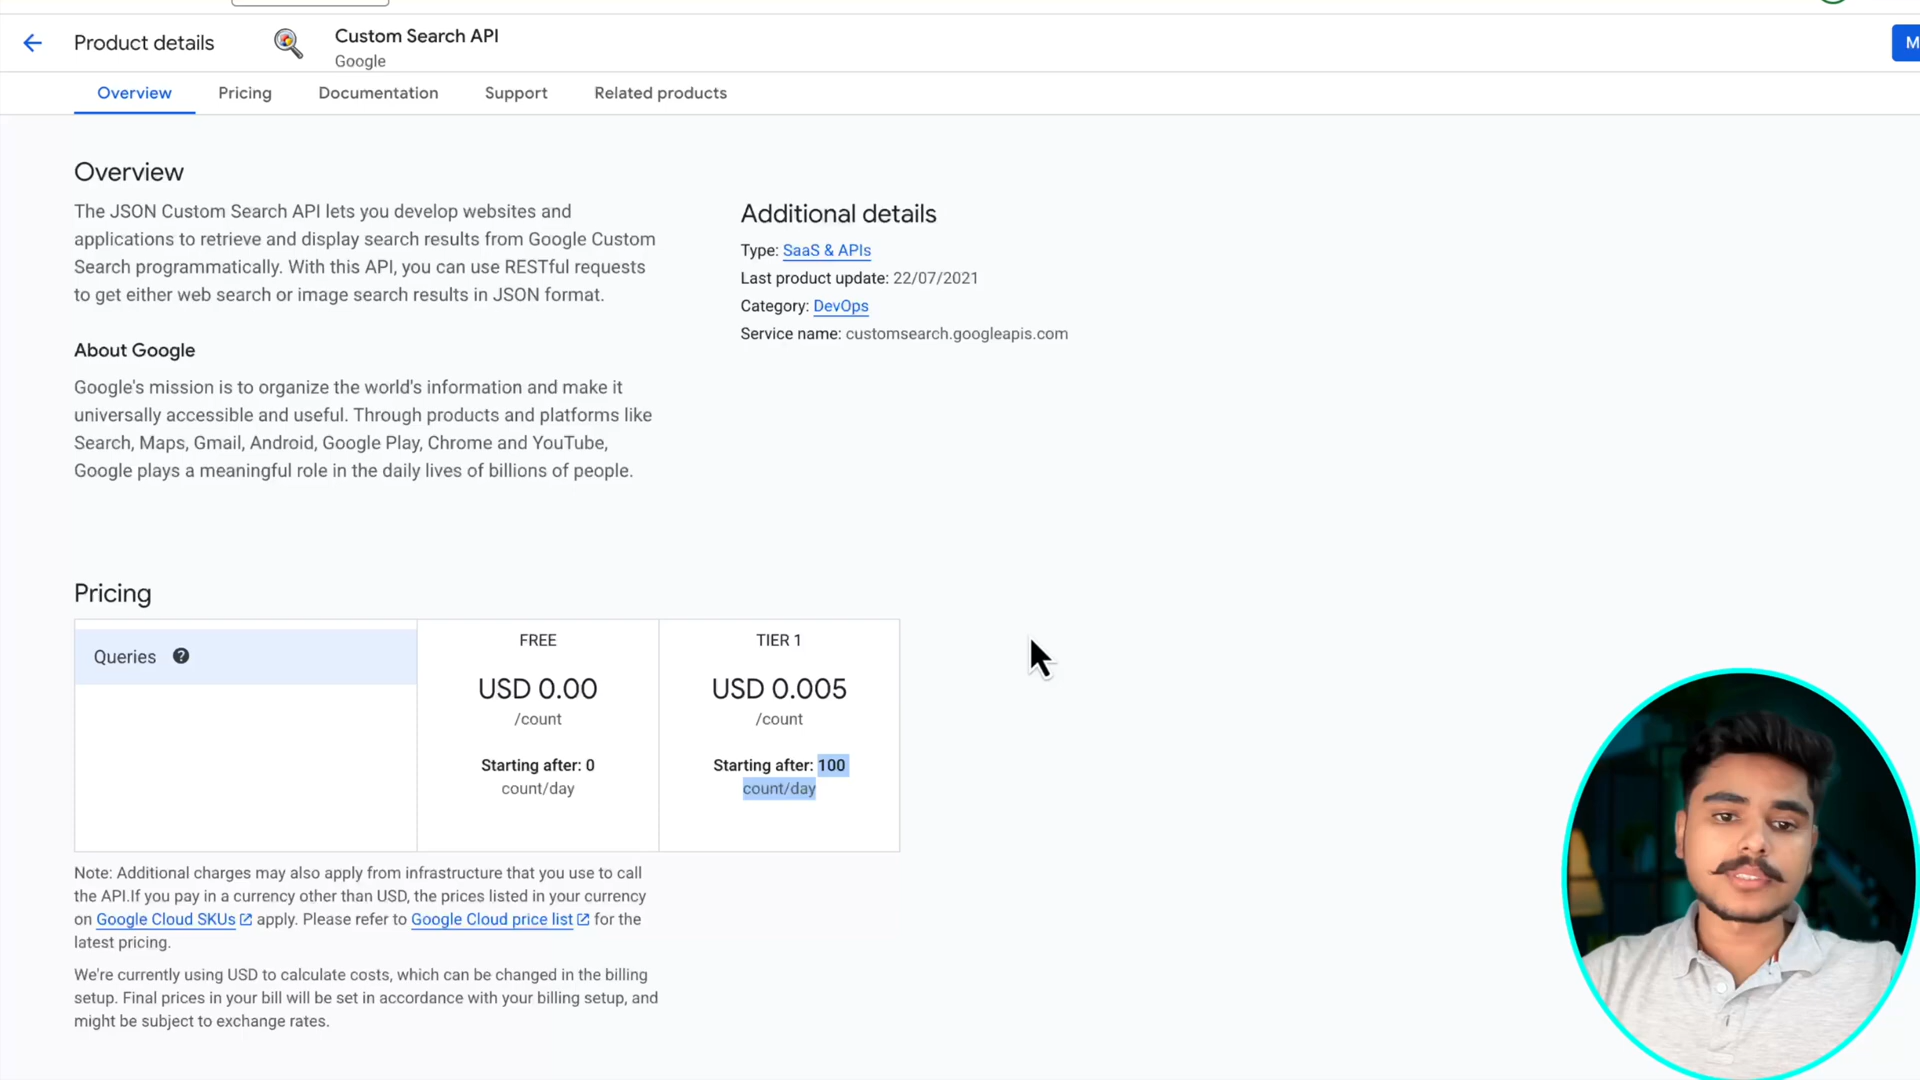 Product details
Custom Search API
Google
M
Overview
Pricing
Documentation
Support
Related products
Overview
The JSON Custom Search API lets you develop websites and
applications to retrieve and display search results from Google Custom
Search programmatically. With this API, you can use RESTful requests
to get either web search or image search results in JSON format.
About Google
Google's mission is to organize the world's information and make it
universally accessible and useful. Through products and platforms like
Search, Maps, Gmail, Android, Google Play, Chrome and YouTube,
Google plays a meaningful role in the daily lives of billions of people.
Additional details
Type: SaaS & APIs
Last product update: 22/07/2021
Category: DevOps
Service name: customsearch.googleapis.com
Pricing
Queries ?
FREE
USD 0.00
/count
Starting after: 0
count/day
TIER 1
USD 0.005
/count
Starting after: 100
count/day
Note: Additional charges may also apply from infrastructure that you use to call
the API.If you pay in a currency other than USD, the prices listed in your currency
on Google Cloud SKUs apply. Please refer to Google Cloud price list for the
latest pricing.
We're currently using USD to calculate costs, which can be changed in the billing
setup. Final prices in your bill will be set in accordance with your billing setup, and
might be subject to exchange rates.